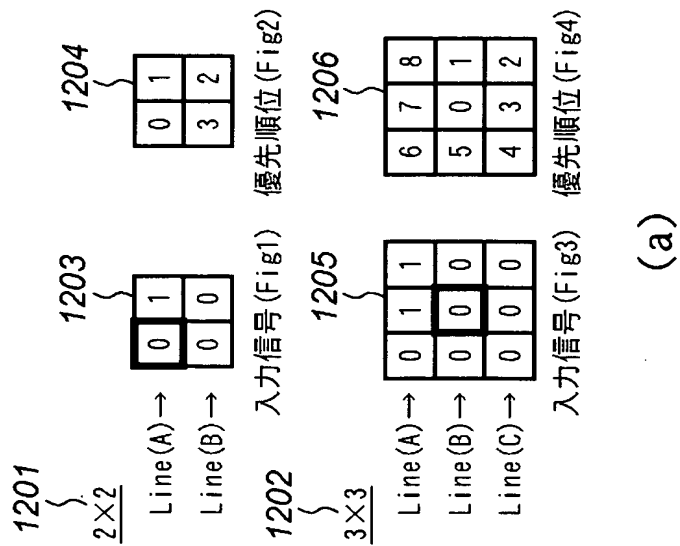 1201
2×2
1203
1204
Line(A)→ 0 1 0 1
Line(B)→ 0 0 3 2
入力信号(Fig1) 優先順位(Fig2)
1202
3×3
1205
1206
Line(A)→ 0 1 1 6 7 8
Line(B)→ 0 0 0 5 0 1
Line(C)→ 0 0 0 4 3 2
入力信号(Fig3) 優先順位(Fig4)
(a)